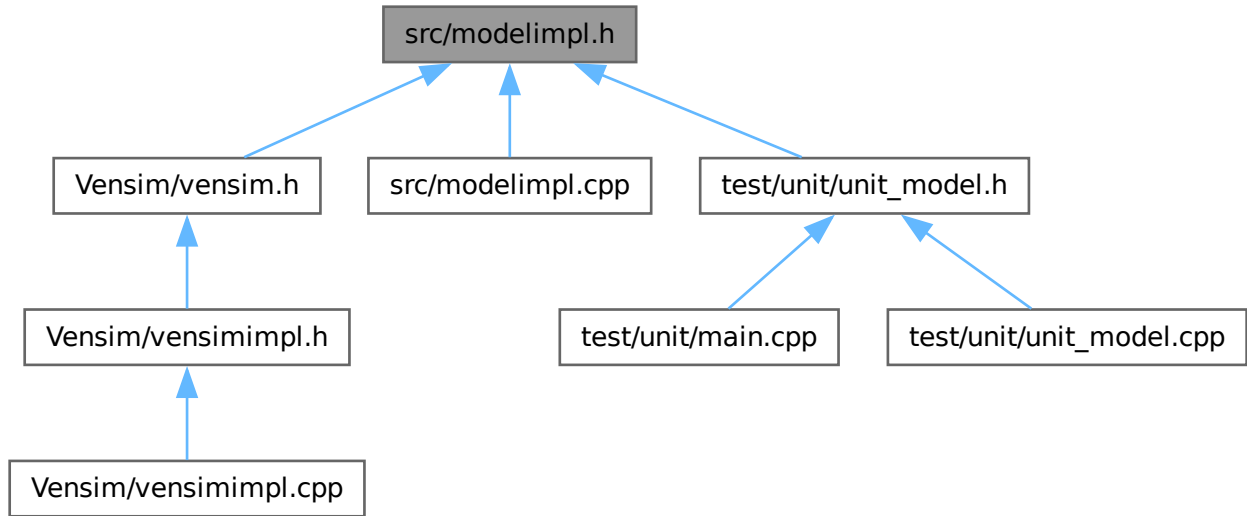 src/modelimpl.h
Vensim/vensim.h
src/modelimpl.cpp
test/unit/unit_model.h
Vensim/vensimimpl.h
test/unit/main.cpp
test/unit/unit_model.cpp
Vensim/vensimimpl.cpp